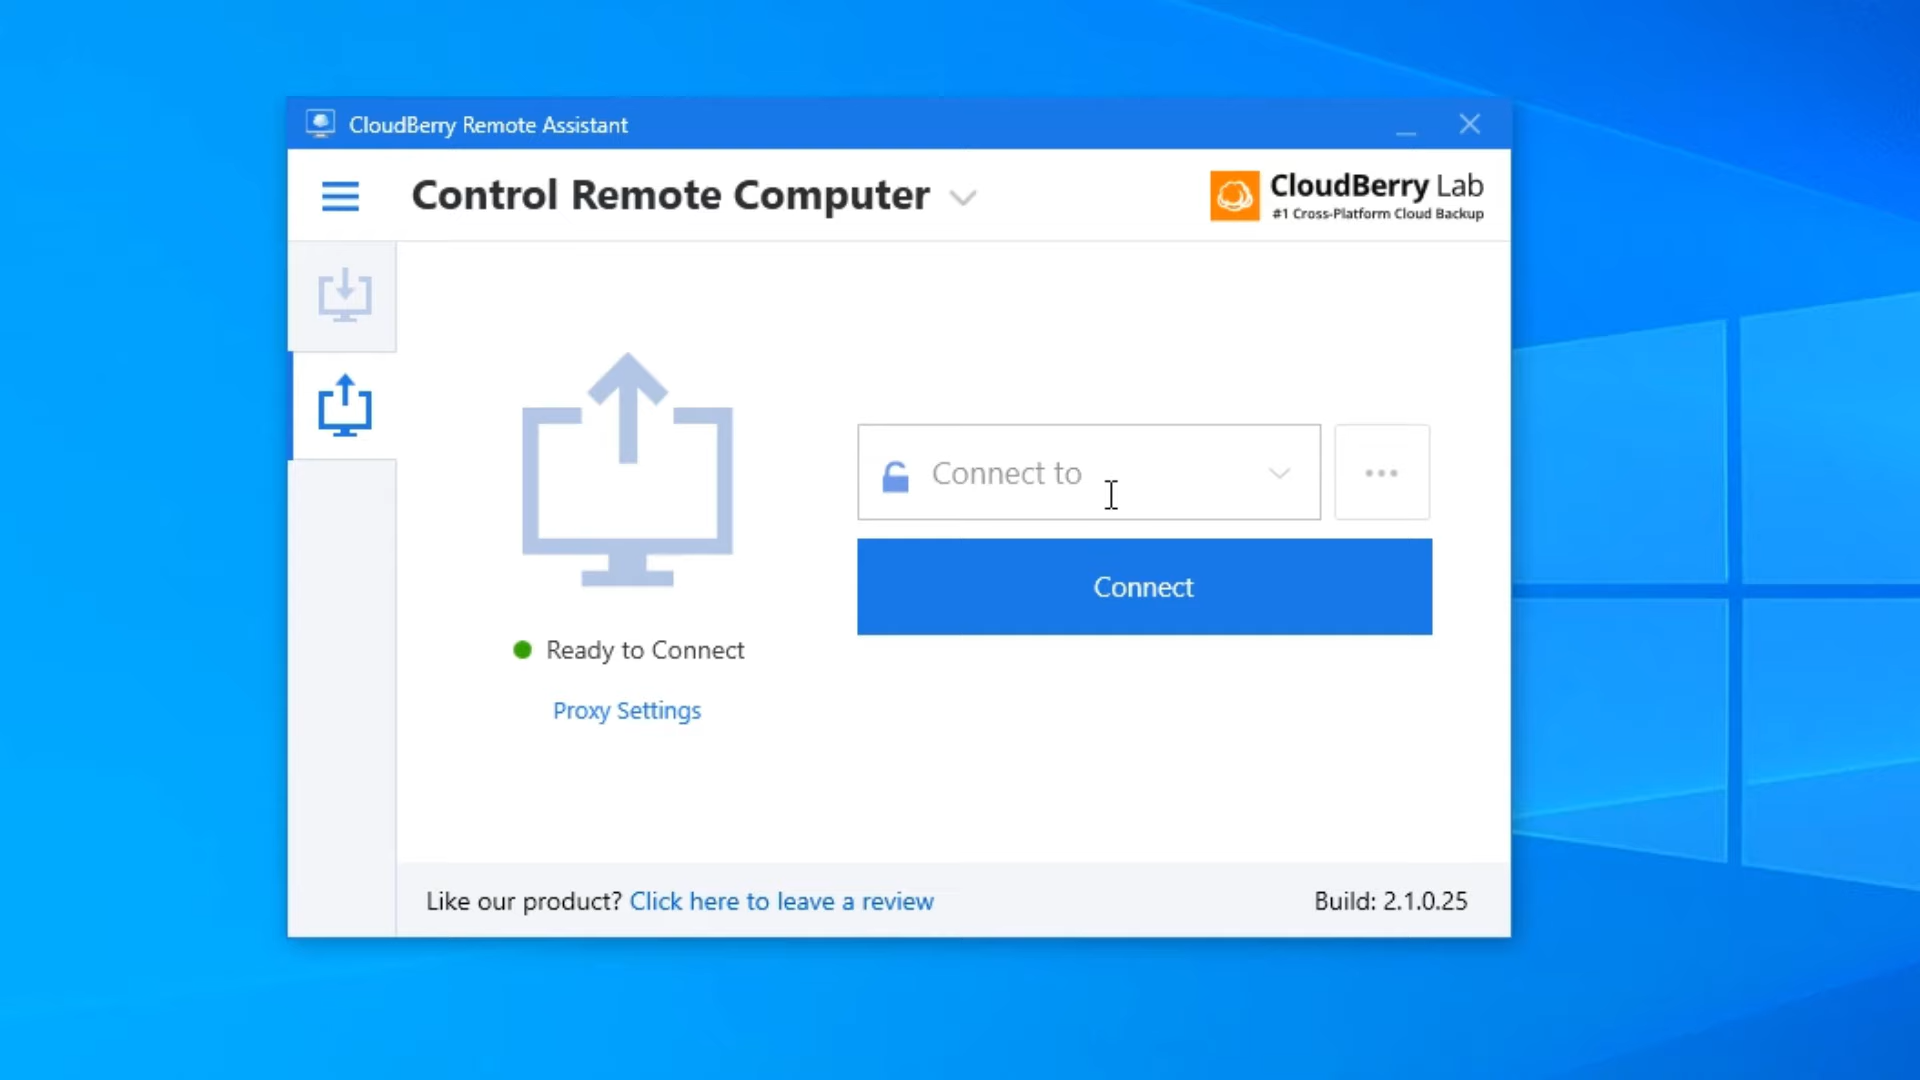 CloudBerry Remote Assistant
Control Remote Computer
CloudBerry Lab
#1 Cross-Platform Cloud Backup
Connect to
Connect
Ready to Connect
Proxy Settings
Like our product? Click here to leave a review
Build: 2.1.0.25